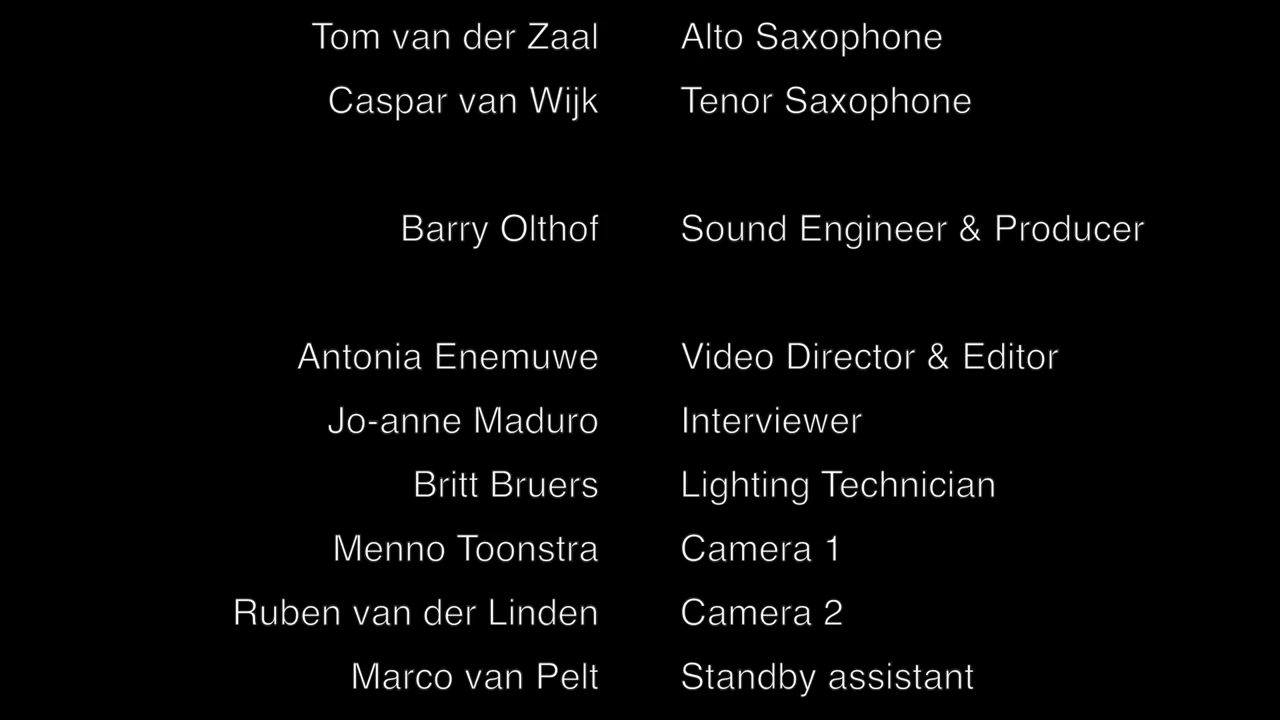 Tom van der Zaal Alto Saxophone
Caspar van Wijk Tenor Saxophone
Barry Olthof Sound Engineer & Producer
Antonia Enemuwe Video Director & Editor
Jo-anne Maduro Interviewer
Britt Bruers Lighting Technician
Menno Toonstra Camera 1
Ruben van der Linden Camera 2
Marco van Pelt Standby assistant